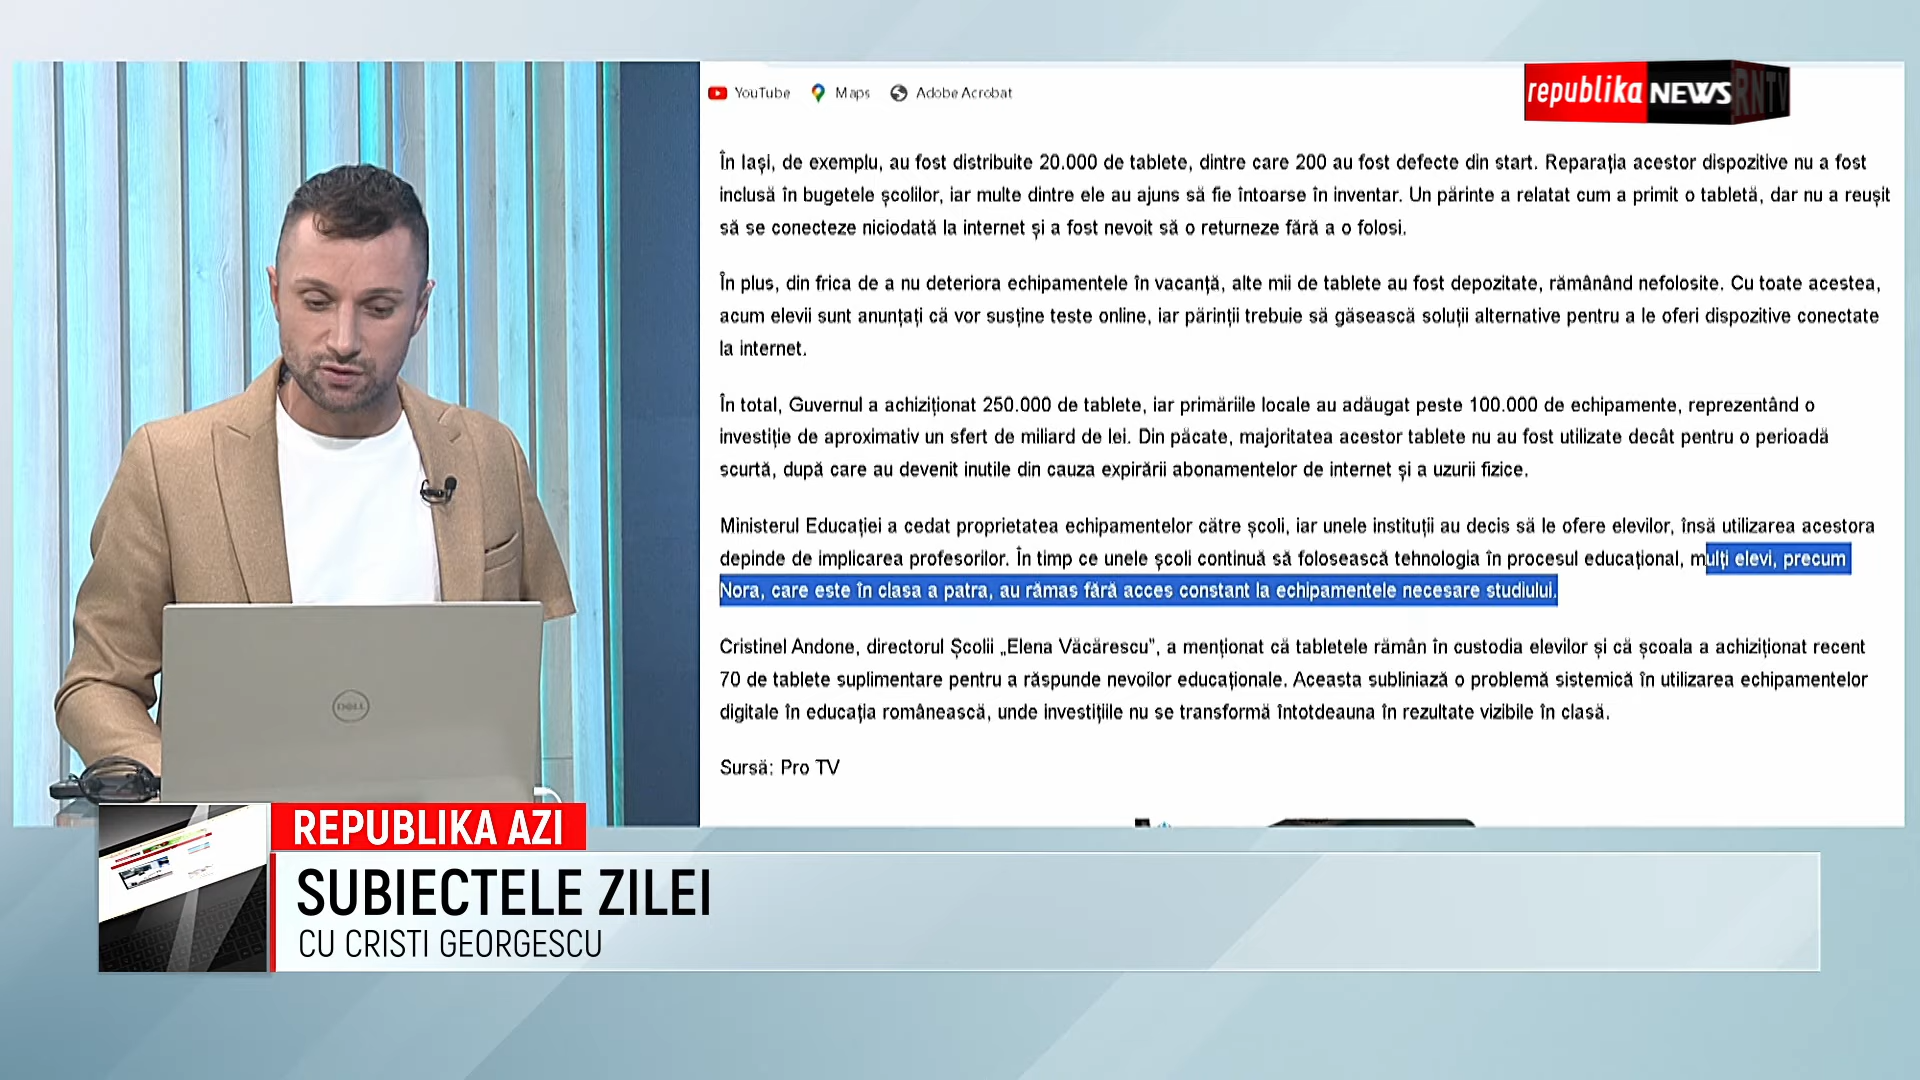 YouTube Maps Adobe Acrobat
republika NEWS RNTV
În Iași, de exemplu, au fost distribuite 20.000 de tablete, dintre care 200 au fost defecte din start. Reparația acestor dispozitive nu a fost
inclusă în bugetele școlilor, iar multe dintre ele au ajuns să fie întoarse în inventar. Un părinte a relatat cum a primit o tabletă, dar nu a reușit
să se conecteze niciodată la internet și a fost nevoit să o returneze fără a o folosi.
În plus, din frica de a nu deteriora echipamentele în vacanță, alte mii de tablete au fost depozitate, rămânând nefolosite. Cu toate acestea,
acum elevii sunt anunțați că vor susține teste online, iar părinții trebuie să găsească soluții alternative pentru a le oferi dispozitive conectate
la internet.
În total, Guvernul a achiziționat 250.000 de tablete, iar primăriile locale au adăugat peste 100.000 de echipamente, reprezentând o
investiție de aproximativ un sfert de miliard de lei. Din păcate, majoritatea acestor tablete nu au fost utilizate decât pentru o perioadă
scurtă, după care au devenit inutile din cauza expirării abonamentelor de internet și a uzurii fizice.
Ministerul Educației a cedat proprietatea echipamentelor către școli, iar unele instituții au decis să le ofere elevilor, însă utilizarea acestora
depinde de implicarea profesorilor. În timp ce unele școli continuă să folosească tehnologia în procesul educațional, mulți elevi, precum
Nora, care este în clasa a patra, au rămas fără acces constant la echipamentele necesare studiului.
Cristinel Andone, directorul Școlii „Elena Văcărescu”, a menționat că tabletele rămân în custodia elevilor și că școala a achiziționat recent
70 de tablete suplimentare pentru a răspunde nevoilor educaționale. Aceasta subliniază o problemă sistemică în utilizarea echipamentelor
digitale în educația românească, unde investițiile nu se transformă întotdeauna în rezultate vizibile în clasă.
Sursă: Pro TV
DELL
REPUBLIKA AZI
SUBIECTELE ZILEI
CU CRISTI GEORGESCU